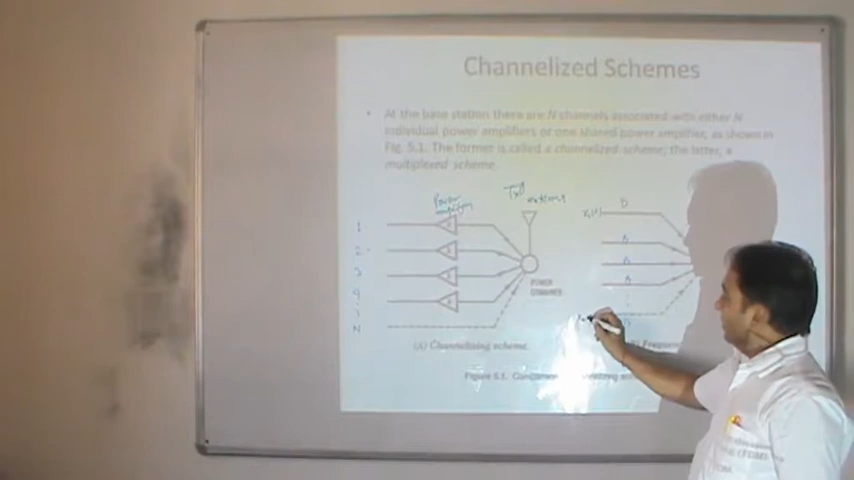 Channelized Schemes
• At the base station there are N channels associated with either N
individual power amplifiers or one shared power amplifier, as shown in
Fig. 5.1. The former is called a channelized scheme; the latter, a
multiplexed scheme.
Power
amplifier
Tx
antenna
1
2
3
4
N
POWER
COMBINER
D
(a) Channelizing scheme.
Figure 5.1.